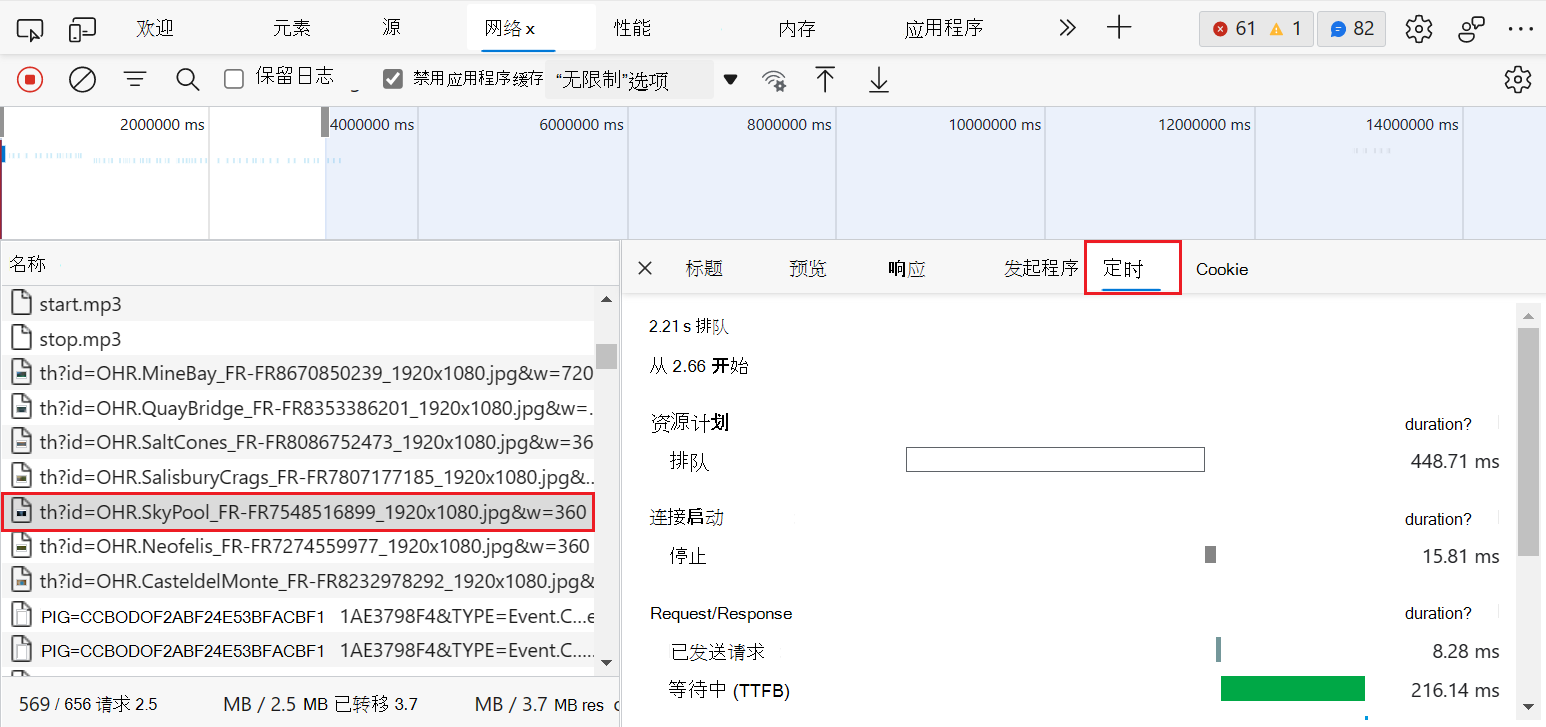 欢迎 元素 源 网络 x 性能 内存 应用程序 61 1 82
保留日志 禁用应用程序缓存 “无限制”选项
2000000 ms 4000000 ms 6000000 ms 8000000 ms 10000000 ms 12000000 ms 14000000 ms
名称
start.mp3
stop.mp3
th?id=OHR.MineBay_FR-FR8670850239_1920x1080.jpg&w=720
th?id=OHR.QuayBridge_FR-FR8353386201_1920x1080.jpg&w=.
th?id=OHR.SaltCones_FR-FR8086752473_1920x1080.jpg&w=36
th?id=OHR.SalisburyCrags_FR-FR7807177185_1920x1080.jpg&..
th?id=OHR.SkyPool_FR-FR7548516899_1920x1080.jpg&w=360
th?id=OHR.Neofelis_FR-FR7274559977_1920x1080.jpg&w=360
th?id=OHR.CasteldelMonte_FR-FR8232978292_1920x1080.jpg&
PIG=CCBODOF2ABF24E53BFACBF1 1AE3798F4&TYPE=Event.C...e
PIG=CCBODOF2ABF24E53BFACBF1 1AE3798F4&TYPE=Event.C.....
569 / 656 请求 2.5 MB / 2.5 MB 已转移 3.7 MB / 3.7 MB res
标题 预览 响应 发起程序 定时 Cookie
2.21 s 排队
从 2.66 开始
资源计划 duration?
排队 448.71 ms
连接启动 duration?
停止 15.81 ms
Request/Response duration?
已发送请求 8.28 ms
等待中 (TTFB) 216.14 ms